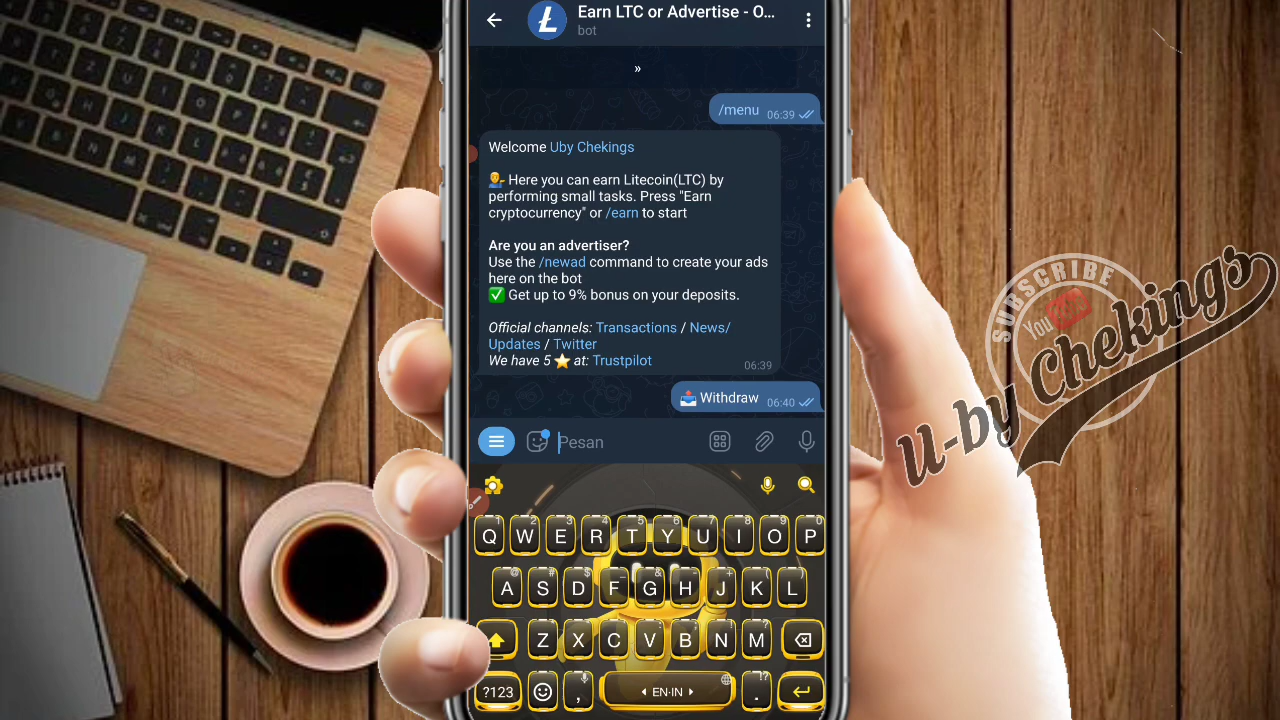 Earn LTC or Advertise - O...
bot
»
/menu 06:39
Welcome Uby Chekings
Here you can earn Litecoin(LTC) by
performing small tasks. Press "Earn
cryptocurrency" or /earn to start
Are you an advertiser?
Use the /newad command to create your ads
here on the bot
✅ Get up to 9% bonus on your deposits.
Official channels: Transactions / News/
Updates / Twitter
We have 5 ⭐ at: Trustpilot
06:39
📤 Withdraw 06:40
Pesan
Q W E R T Y U I O P
A S D F G H J K L
Z X C V B N M
?123 , EN·IN .
SUBSCRIBE
You
U-by Chekings